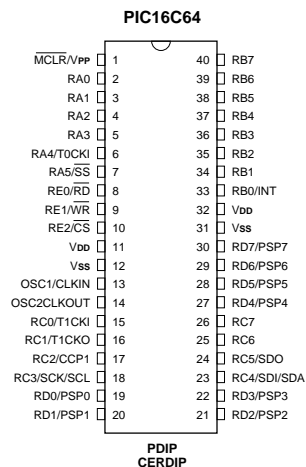 PIC16C64
MCLR/VPP 1 40 RB7
RA0 2 39 RB6
RA1 3 38 RB5
RA2 4 37 RB4
RA3 5 36 RB3
RA4/T0CKI 6 35 RB2
RA5/SS 7 34 RB1
RE0/RD 8 33 RB0/INT
RE1/WR 9 32 VDD
RE2/CS 10 31 VSS
VDD 11 30 RD7/PSP7
VSS 12 29 RD6/PSP6
OSC1/CLKIN 13 28 RD5/PSP5
OSC2CLKOUT 14 27 RD4/PSP4
RC0/T1CKI 15 26 RC7
RC1/T1CKO 16 25 RC6
RC2/CCP1 17 24 RC5/SDO
RC3/SCK/SCL 18 23 RC4/SDI/SDA
RD0/PSP0 19 22 RD3/PSP3
RD1/PSP1 20 21 RD2/PSP2
PDIP
CERDIP